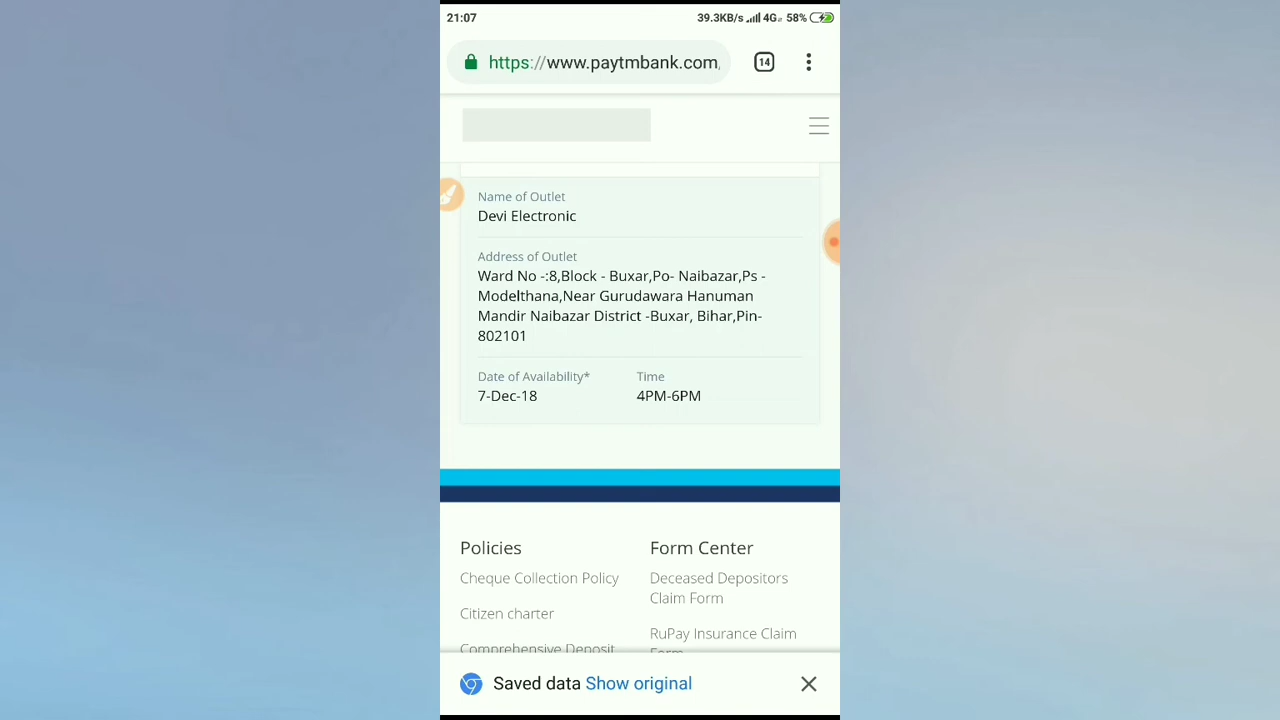 21:07
39.3KB/s 4G 58%
https://www.paytmbank.com,
14
Name of Outlet
Devi Electronic
Address of Outlet
Ward No -:8,Block - Buxar,Po- Naibazar,Ps -
Modelthana,Near Gurudawara Hanuman
Mandir Naibazar District -Buxar, Bihar,Pin-
802101
Date of Availability* Time
7-Dec-18 4PM-6PM
Policies
Cheque Collection Policy
Citizen charter
Comprehensive Deposit
Form Center
Deceased Depositors
Claim Form
RuPay Insurance Claim
Form
Saved data Show original